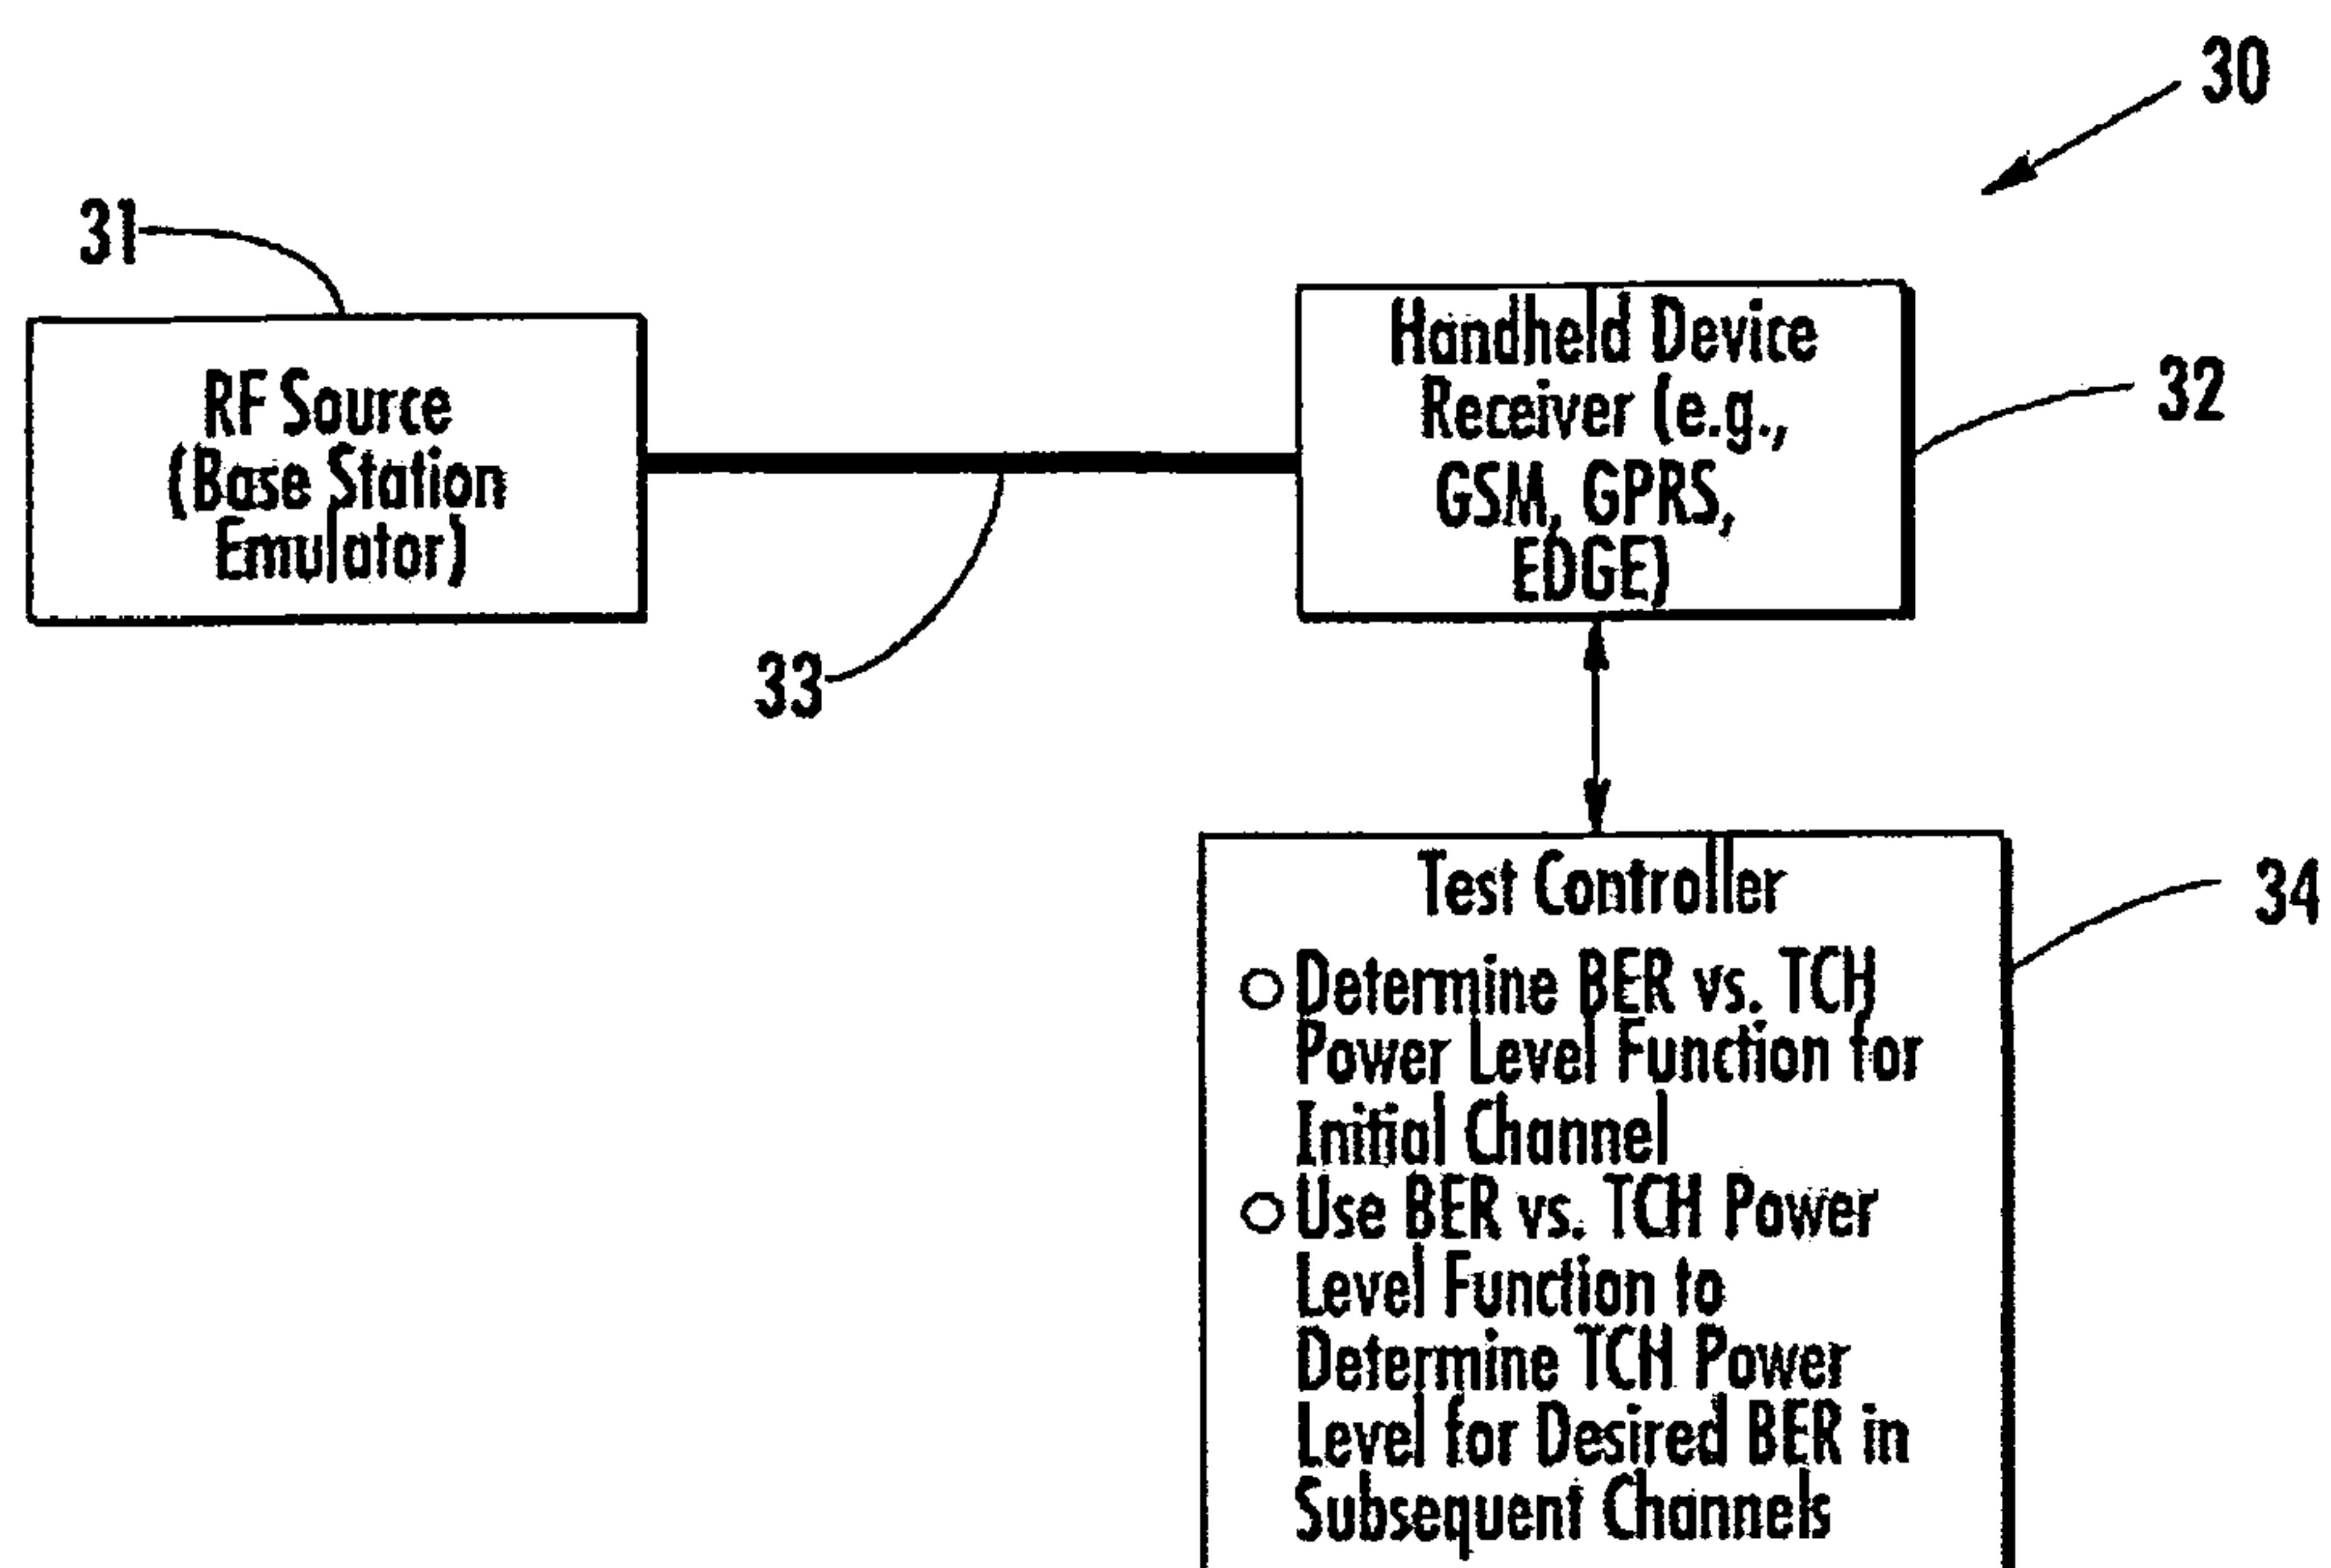 30
31
RF Source
(Base Station
Emulator)
Handheld Device
Receiver (e.g.,
GSM, GPRS,
EDGE)
32
33
Test Controller
34
○ Determine BER vs. TCH
Power Level Function for
Initial Channel
○ Use BER vs. TCH Power
Level Function to
Determine TCH Power
Level for Desired BER in
Subsequent Channels